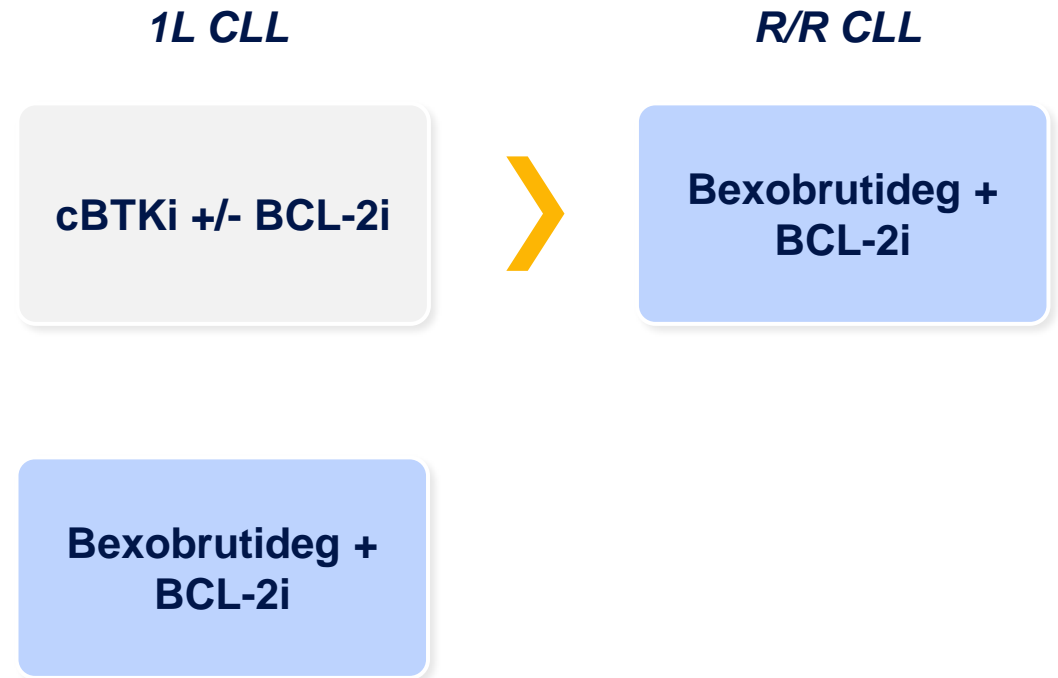 1L CLL
R/R CLL
cBTKi +/- BCL-2i
Bexobrutideg +
BCL-2i
Bexobrutideg +
BCL-2i